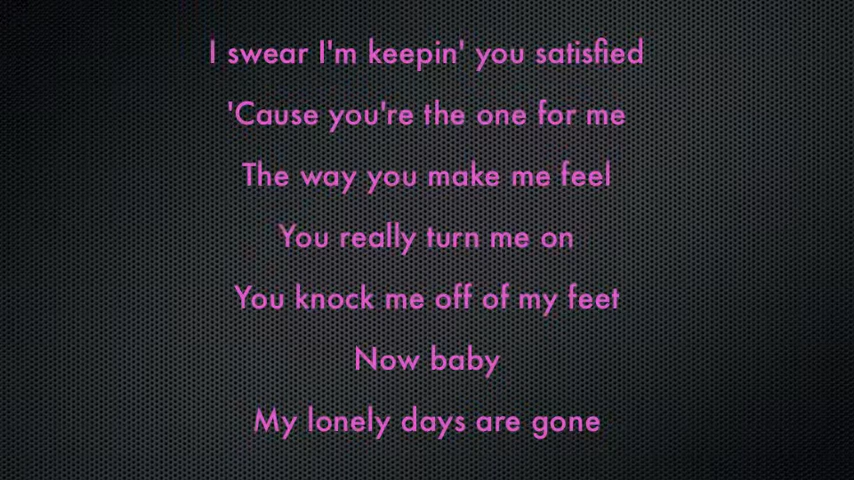 I swear I'm keepin' you satisfied
'Cause you're the one for me
The way you make me feel
You really turn me on
You knock me off of my feet
Now baby
My lonely days are gone